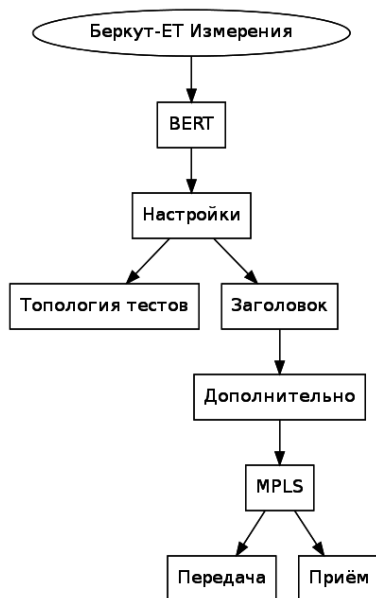 Беркут-ЕТ Измерения
BERT
Настройки
Топология тестов
Заголовок
Дополнительно
MPLS
Передача
Приём